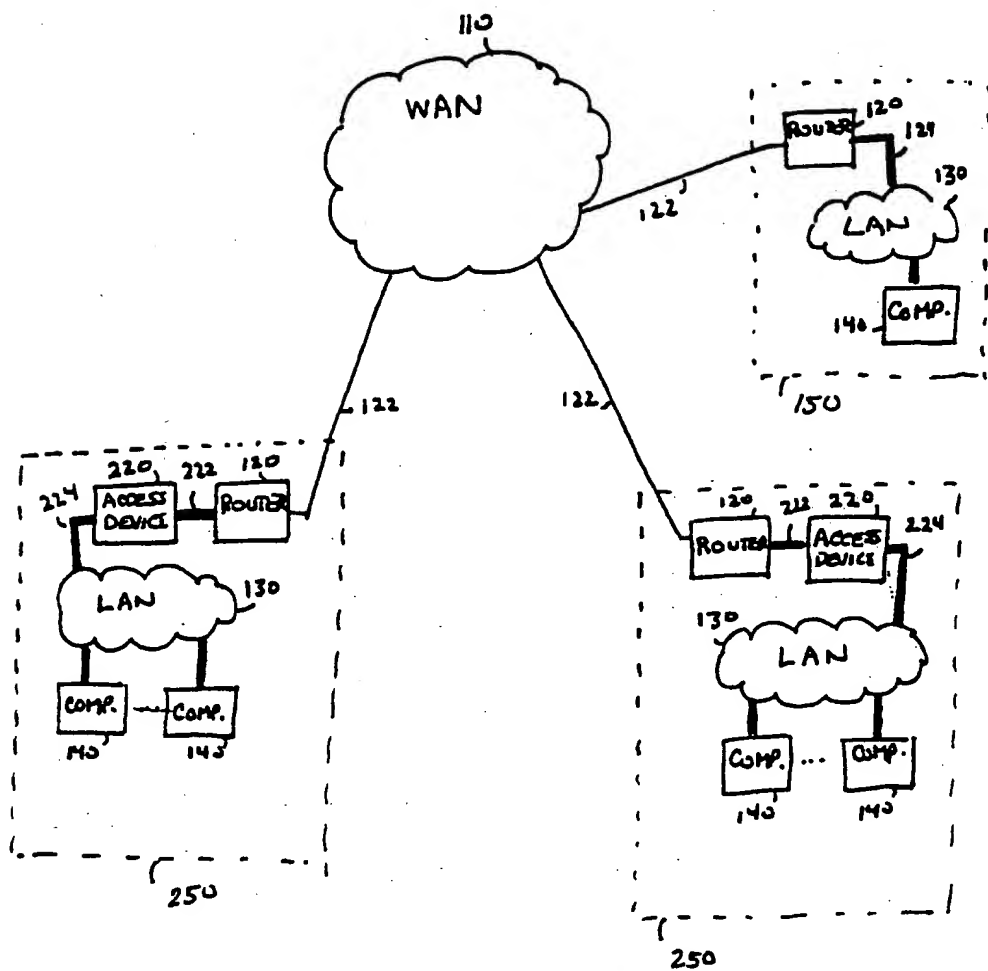 110
WAN
122
ROUTER
120
124
LAN
130
COMP.
140
150
122
122
220
222
120
224
ACCESS
DEVICE
ROUTER
LAN
130
COMP.
COMP.
140
140
250
120
222
220
224
ROUTER
ACCESS
DEVICE
130
LAN
COMP.
...
COMP.
140
140
250